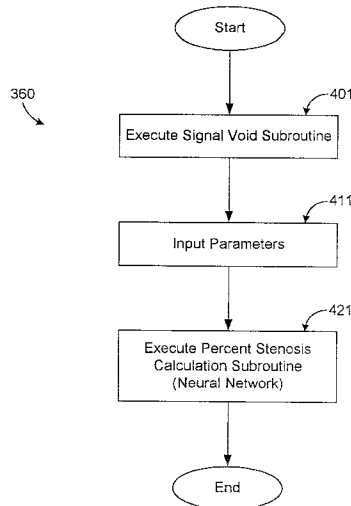 Start
360
401
Execute Signal Void Subroutine
411
Input Parameters
421
Execute Percent Stenosis
Calculation Subroutine
(Neural Network)
End